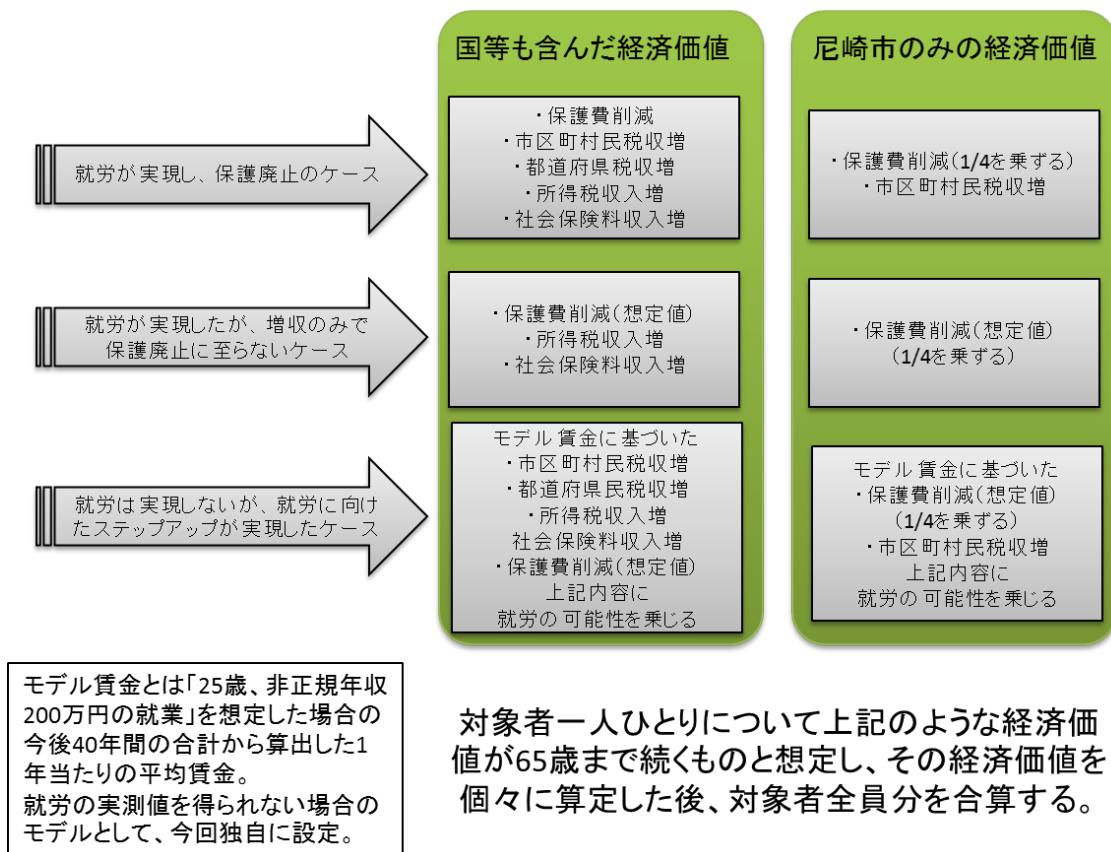 国等も含んだ経済価値
尼崎市のみの経済価値
就労が実現し、保護廃止のケース
・保護費削減
・市区町村民税収増
・都道府県税収増
・所得税収入増
・社会保険料収入増
・保護費削減(1/4を乗ずる)
・市区町村民税収増
就労が実現したが、増収のみで
保護廃止に至らないケース
・保護費削減(想定値)
・所得税収入増
・社会保険料収入増
・保護費削減(想定値)
(1/4を乗ずる)
就労は実現しないが、就労に向け
たステップアップが実現したケース
モデル賃金に基づいた
・市区町村民税収増
・都道府県民税収増
・所得税収入増
社会保険料収入増
・保護費削減(想定値)
上記内容に
就労の可能性を乗じる
モデル賃金に基づいた
・保護費削減(想定値)
(1/4を乗ずる)
・市区町村民税収増
上記内容に
就労の可能性を乗じる
モデル賃金とは「25歳、非正規年収
200万円の就業」を想定した場合の
今後40年間の合計から算出した1
年当たりの平均賃金。
就労の実測値を得られない場合の
モデルとして、今回独自に設定。
対象者一人ひとりについて上記のような経済価
値が65歳まで続くものと想定し、その経済価値を
個々に算定した後、対象者全員分を合算する。